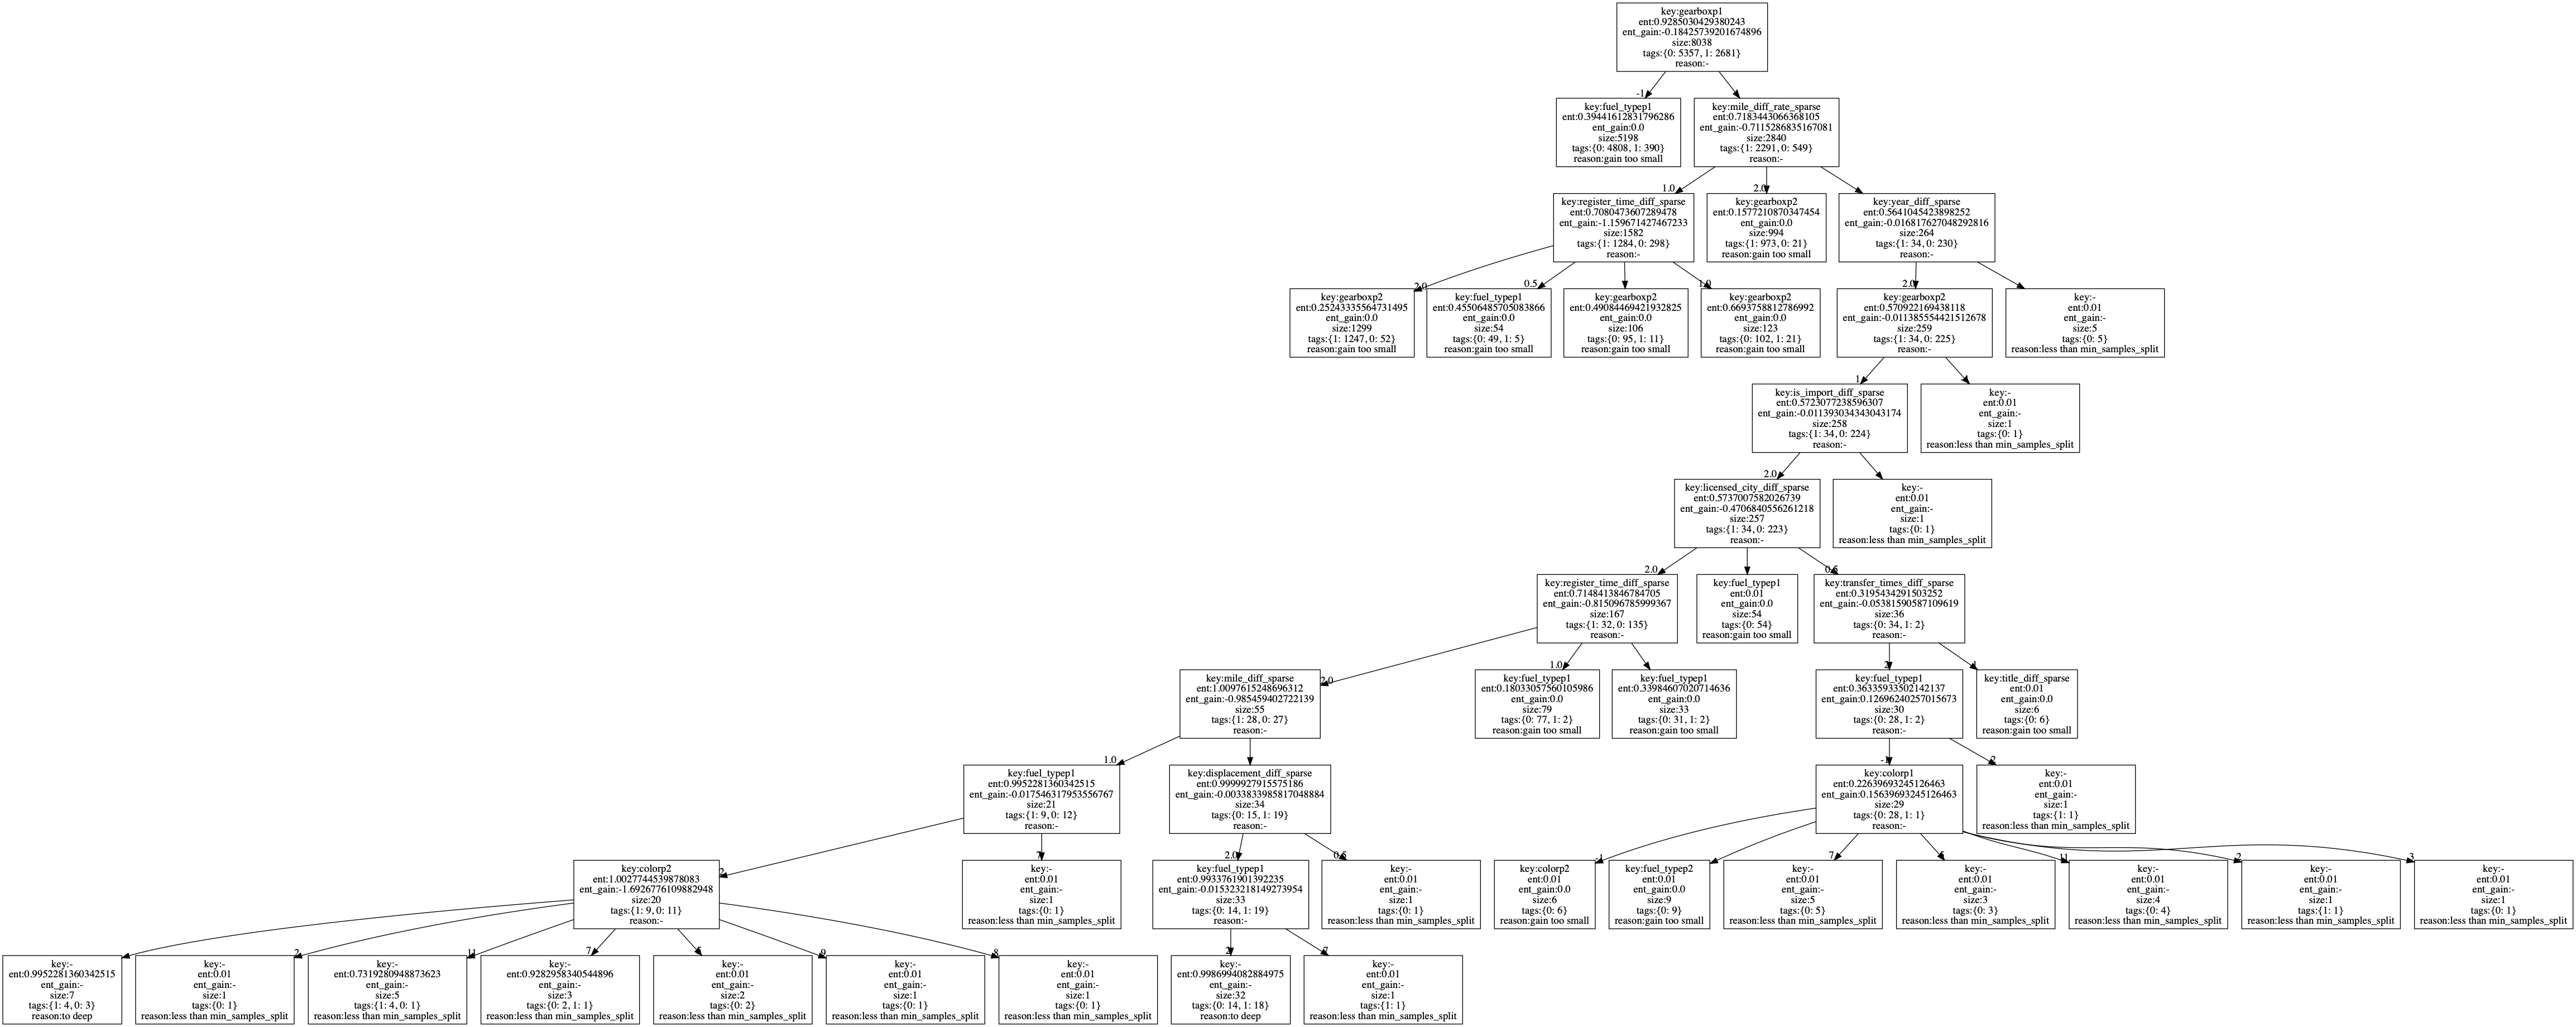 key:gearboxp1
ent:0.9285030429380243
ent_gain:-0.18425739201674896
size:8038
tags:{0: 5357, 1: 2681}
reason:-
-1
key:fuel_typep1
ent:0.39441612831796286
ent_gain:0.0
size:5198
tags:{0: 4808, 1: 390}
reason:gain too small
key:mile_diff_rate_sparse
ent:0.7183443066368105
ent_gain:-0.7115286835167081
size:2840
tags:{1: 2291, 0: 549}
reason:-
1.0
2.0
key:register_time_diff_sparse
ent:0.7080473607289478
ent_gain:-1.159671427467233
size:1582
tags:{1: 1284, 0: 298}
reason:-
key:gearboxp2
ent:0.1577210870347454
ent_gain:0.0
size:994
tags:{1: 973, 0: 21}
reason:gain too small
key:year_diff_sparse
ent:0.5641045423898252
ent_gain:-0.016817627048292816
size:264
tags:{1: 34, 0: 230}
reason:-
2.0
0.5
1.0
2.0
key:gearboxp2
ent:0.25243335564731495
ent_gain:0.0
size:1299
tags:{1: 1247, 0: 52}
reason:gain too small
key:fuel_typep1
ent:0.45506485705083866
ent_gain:0.0
size:54
tags:{0: 49, 1: 5}
reason:gain too small
key:gearboxp2
ent:0.49084469421932825
ent_gain:0.0
size:106
tags:{0: 95, 1: 11}
reason:gain too small
key:gearboxp2
ent:0.6693758812786992
ent_gain:0.0
size:123
tags:{0: 102, 1: 21}
reason:gain too small
key:gearboxp2
ent:0.570922169438118
ent_gain:-0.011385554421512678
size:259
tags:{1: 34, 0: 225}
reason:-
key:-
ent:0.01
ent_gain:-
size:5
tags:{0: 5}
reason:less than min_samples_split
1
key:is_import_diff_sparse
ent:0.5723077238596307
ent_gain:-0.011393034343043174
size:258
tags:{1: 34, 0: 224}
reason:-
key:-
ent:0.01
ent_gain:-
size:1
tags:{0: 1}
reason:less than min_samples_split
2.0
key:licensed_city_diff_sparse
ent:0.5737007582026739
ent_gain:-0.4706840556261218
size:257
tags:{1: 34, 0: 223}
reason:-
key:-
ent:0.01
ent_gain:-
size:1
tags:{0: 1}
reason:less than min_samples_split
2.0
0.5
key:register_time_diff_sparse
ent:0.7148413846784705
ent_gain:-0.815096785999367
size:167
tags:{1: 32, 0: 135}
reason:-
key:fuel_typep1
ent:0.01
ent_gain:0.0
size:54
tags:{0: 54}
reason:gain too small
key:transfer_times_diff_sparse
ent:0.3195434291503252
ent_gain:-0.05381590587109619
size:36
tags:{0: 34, 1: 2}
reason:-
2.0
1.0
2
1
key:mile_diff_sparse
ent:1.0097615248696312
ent_gain:-0.985459402722139
size:55
tags:{1: 28, 0: 27}
reason:-
key:fuel_typep1
ent:0.18033057560105986
ent_gain:0.0
size:79
tags:{0: 77, 1: 2}
reason:gain too small
key:fuel_typep1
ent:0.33984607020714636
ent_gain:0.0
size:33
tags:{0: 31, 1: 2}
reason:gain too small
key:fuel_typep1
ent:0.36335933502142137
ent_gain:0.12696240257015673
size:30
tags:{0: 28, 1: 2}
reason:-
key:title_diff_sparse
ent:0.01
ent_gain:0.0
size:6
tags:{0: 6}
reason:gain too small
1.0
-1
2
key:fuel_typep1
ent:0.9952281360342515
ent_gain:-0.017546317953556767
size:21
tags:{1: 9, 0: 12}
reason:-
key:displacement_diff_sparse
ent:0.9999927915575186
ent_gain:-0.0033833985817048884
size:34
tags:{0: 15, 1: 19}
reason:-
key:colorp1
ent:0.22639693245126463
ent_gain:0.15639693245126463
size:29
tags:{0: 28, 1: 1}
reason:-
key:-
ent:0.01
ent_gain:-
size:1
tags:{1: 1}
reason:less than min_samples_split
2
7
2.0
0.5
-1
7
11
2
3
key:colorp2
ent:1.0027744539878083
ent_gain:-1.6926776109882948
size:20
tags:{1: 9, 0: 11}
reason:-
key:-
ent:0.01
ent_gain:-
size:1
tags:{0: 1}
reason:less than min_samples_split
key:fuel_typep1
ent:0.9933761901392235
ent_gain:-0.015323218149273954
size:33
tags:{0: 14, 1: 19}
reason:-
key:-
ent:0.01
ent_gain:-
size:1
tags:{0: 1}
reason:less than min_samples_split
key:colorp2
ent:0.01
ent_gain:0.0
size:6
tags:{0: 6}
reason:gain too small
key:fuel_typep2
ent:0.01
ent_gain:0.0
size:9
tags:{0: 9}
reason:gain too small
key:-
ent:0.01
ent_gain:-
size:5
tags:{0: 5}
reason:less than min_samples_split
key:-
ent:0.01
ent_gain:-
size:3
tags:{0: 3}
reason:less than min_samples_split
key:-
ent:0.01
ent_gain:-
size:4
tags:{0: 4}
reason:less than min_samples_split
key:-
ent:0.01
ent_gain:-
size:1
tags:{1: 1}
reason:less than min_samples_split
key:-
ent:0.01
ent_gain:-
size:1
tags:{0: 1}
reason:less than min_samples_split
2
11
7
9
8
2
7
key:-
ent:0.9952281360342515
ent_gain:-
size:7
tags:{1: 4, 0: 3}
reason:to deep
key:-
ent:0.01
ent_gain:-
size:1
tags:{0: 1}
reason:less than min_samples_split
key:-
ent:0.7319280948873623
ent_gain:-
size:5
tags:{1: 4, 0: 1}
reason:less than min_samples_split
key:-
ent:0.9282958340544896
ent_gain:-
size:3
tags:{0: 2, 1: 1}
reason:less than min_samples_split
key:-
ent:0.01
ent_gain:-
size:2
tags:{0: 2}
reason:less than min_samples_split
key:-
ent:0.01
ent_gain:-
size:1
tags:{0: 1}
reason:less than min_samples_split
key:-
ent:0.01
ent_gain:-
size:1
tags:{0: 1}
reason:less than min_samples_split
key:-
ent:0.9986994082884975
ent_gain:-
size:32
tags:{0: 14, 1: 18}
reason:to deep
key:-
ent:0.01
ent_gain:-
size:1
tags:{1: 1}
reason:less than min_samples_split